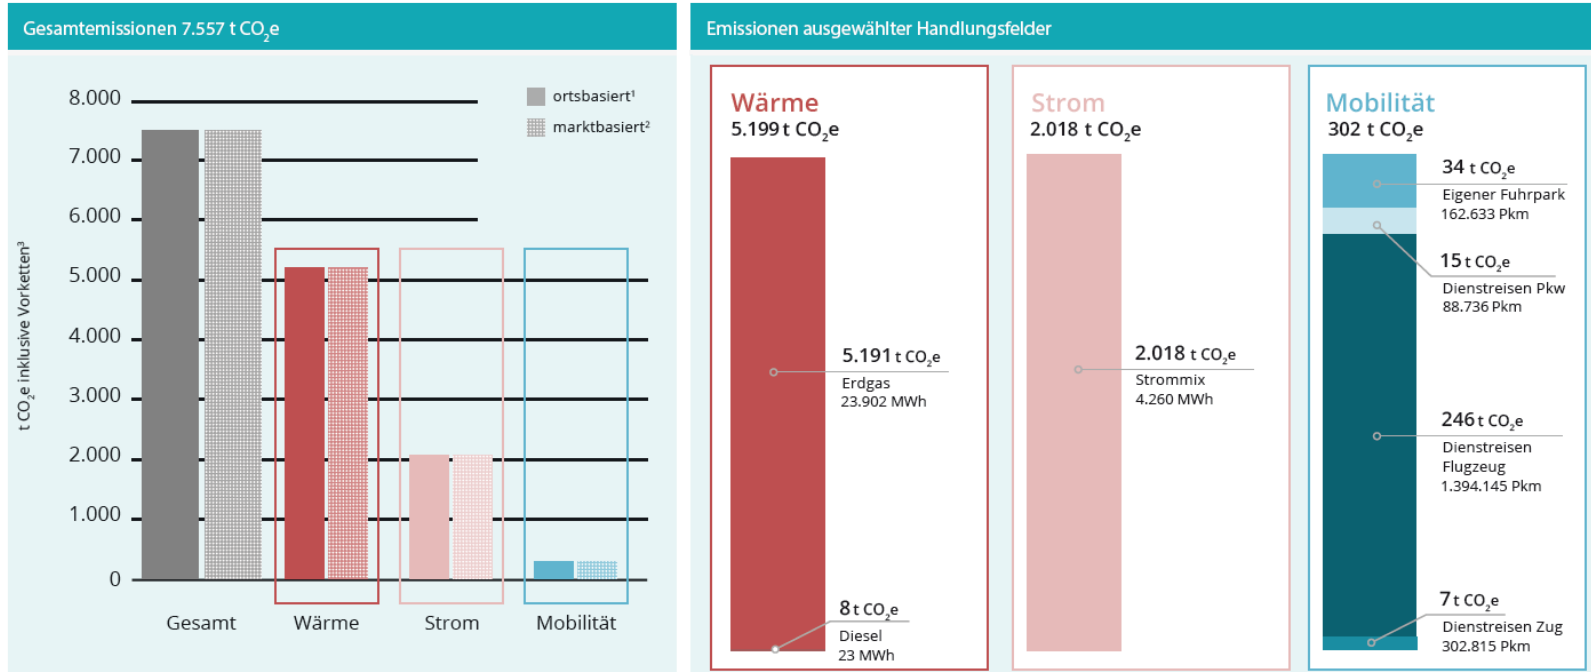 Gesamtemissionen 7.557 t CO₂e
t CO₂e inklusive Vorketten³
8.000
7.000
6.000
5.000
4.000
3.000
2.000
1.000
0
ortsbasiert¹
marktbasiert²
Gesamt
Wärme
Strom
Mobilität
Emissionen ausgewählter Handlungsfelder
Wärme
5.199 t CO₂e
5.191 t CO₂e
Erdgas
23.902 MWh
8 t CO₂e
Diesel
23 MWh
Strom
2.018 t CO₂e
2.018 t CO₂e
Strommix
4.260 MWh
Mobilität
302 t CO₂e
34 t CO₂e
Eigener Fuhrpark
162.633 Pkm
15 t CO₂e
Dienstreisen Pkw
88.736 Pkm
246 t CO₂e
Dienstreisen
Flugzeug
1.394.145 Pkm
7 t CO₂e
Dienstreisen Zug
302.815 Pkm